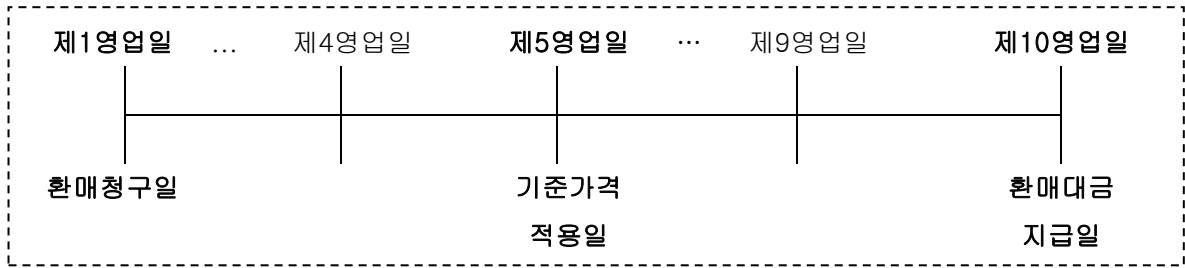 제1영업일 … 제4영업일 제5영업일 … 제9영업일 제10영업일
환매청구일 기준가격 환매대금
적용일 지급일